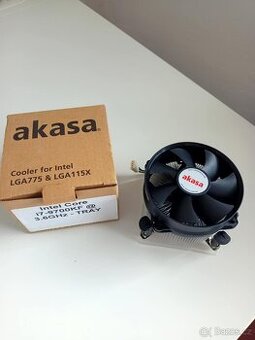 akasa
Cooler for Intel
LGA775 & LGA115X
Intel Core
i7-9700KF @
3.6GHz - TRAY
akasa